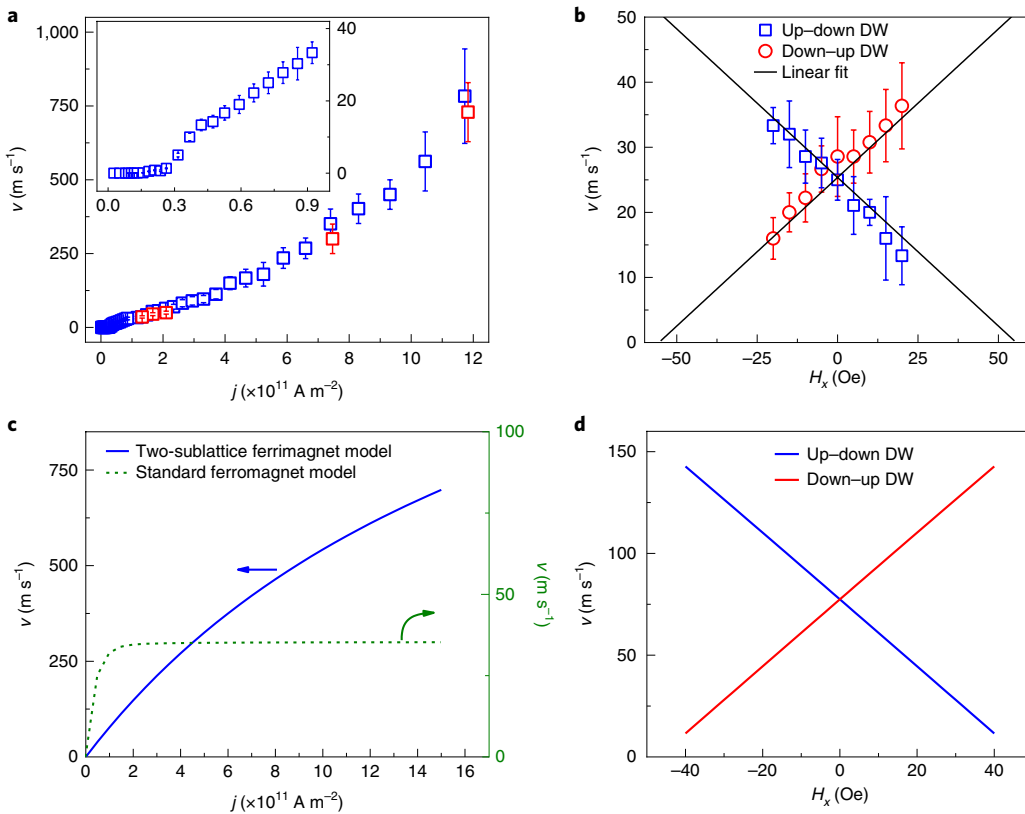 a
1,000
750
500
250
0
v (m s⁻¹)
40
20
0
0.0 0.3 0.6 0.9
0 2 4 6 8 10 12
j (×10¹¹ A m⁻²)
b
50
40
30
20
10
0
v (m s⁻¹)
Up–down DW
Down–up DW
Linear fit
−50 −25 0 25 50
Hₓ (Oe)
c
750
500
250
0
v (m s⁻¹)
Two-sublattice ferrimagnet model
Standard ferromagnet model
100
50
0
v (m s⁻¹)
0 2 4 6 8 10 12 14 16
j (×10¹¹ A m⁻²)
d
150
100
50
0
v (m s⁻¹)
Up–down DW
Down–up DW
−40 −20 0 20 40
Hₓ (Oe)